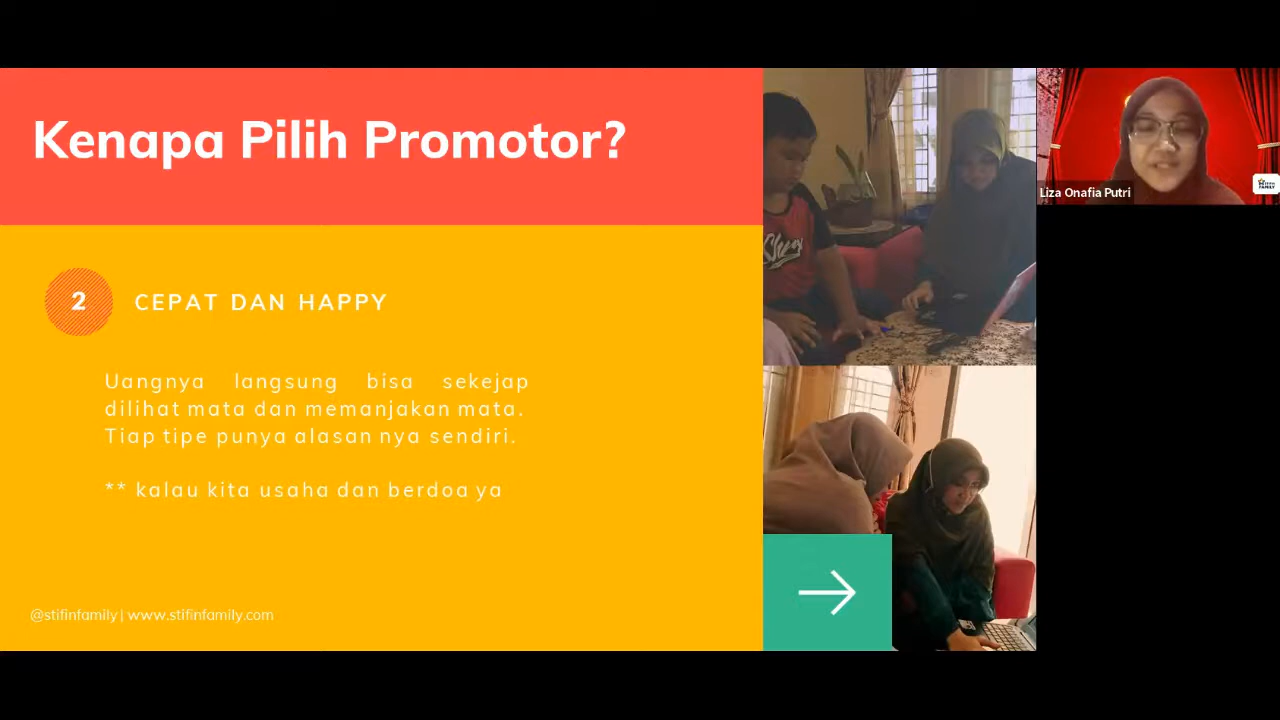 Kenapa Pilih Promotor?
2
CEPAT DAN HAPPY
Uangnya langsung bisa sekejap
dilihat mata dan memanjakan mata.
Tiap tipe punya alasan nya sendiri.
** kalau kita usaha dan berdoa ya
@stifinfamily | www.stifinfamily.com
Liza Onafia Putri
FAMILY